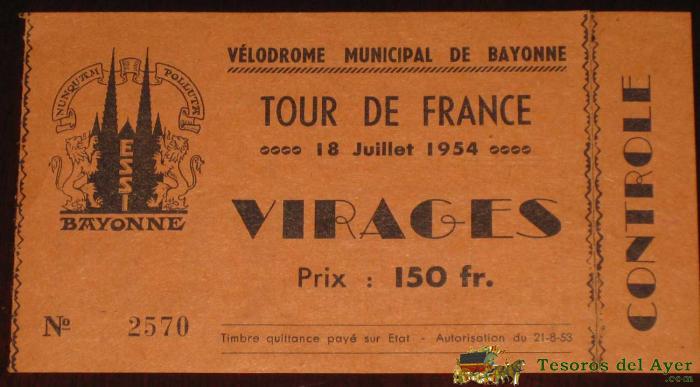 NUNQUAM POLLUTA
BAYONNE
Nº 2570
VÉLODROME MUNICIPAL DE BAYONNE
TOUR DE FRANCE
18 Juillet 1954
VIRAGES
Prix : 150 fr.
Timbre quittance payé sur Etat - Autorisation du 21-8-53
CONTROLE
Tesoros del Ayer
.com